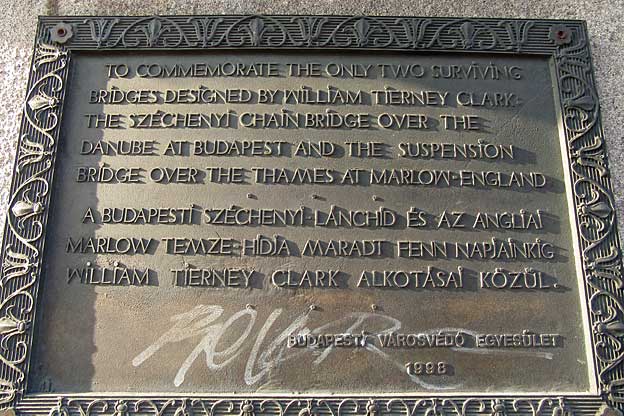 TO COMMEMORATE THE ONLY TWO SURVIVING
BRIDGES DESIGNED BY WILLIAM TIERNEY CLARK-
THE SZÉCHENYI CHAIN BRIDGE OVER THE
DANUBE AT BUDAPEST AND THE SUSPENSION
BRIDGE OVER THE THAMES AT MARLOW-ENGLAND
A BUDAPESTI SZÉCHENYI-LÁNCHÍD ÉS AZ ANGLIAI
MARLOW TEMZE-HÍDJA MARADT FENN NAPJAINKIG
WILLIAM TIERNEY CLARK ALKOTÁSAI KÖZÜL.
BUDAPESTI VÁROSVÉDŐ EGYESÜLET
1998